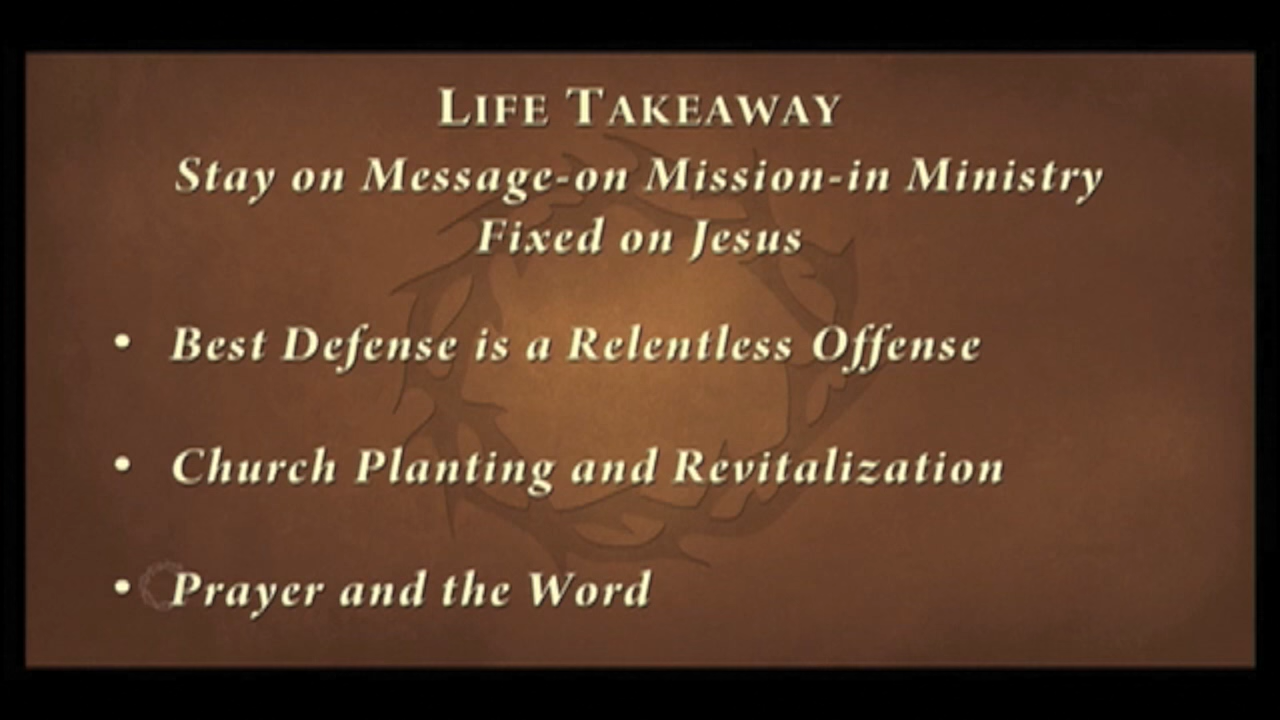 Life Takeaway
Stay on Message-on Mission-in Ministry
Fixed on Jesus
• Best Defense is a Relentless Offense
• Church Planting and Revitalization
• Prayer and the Word